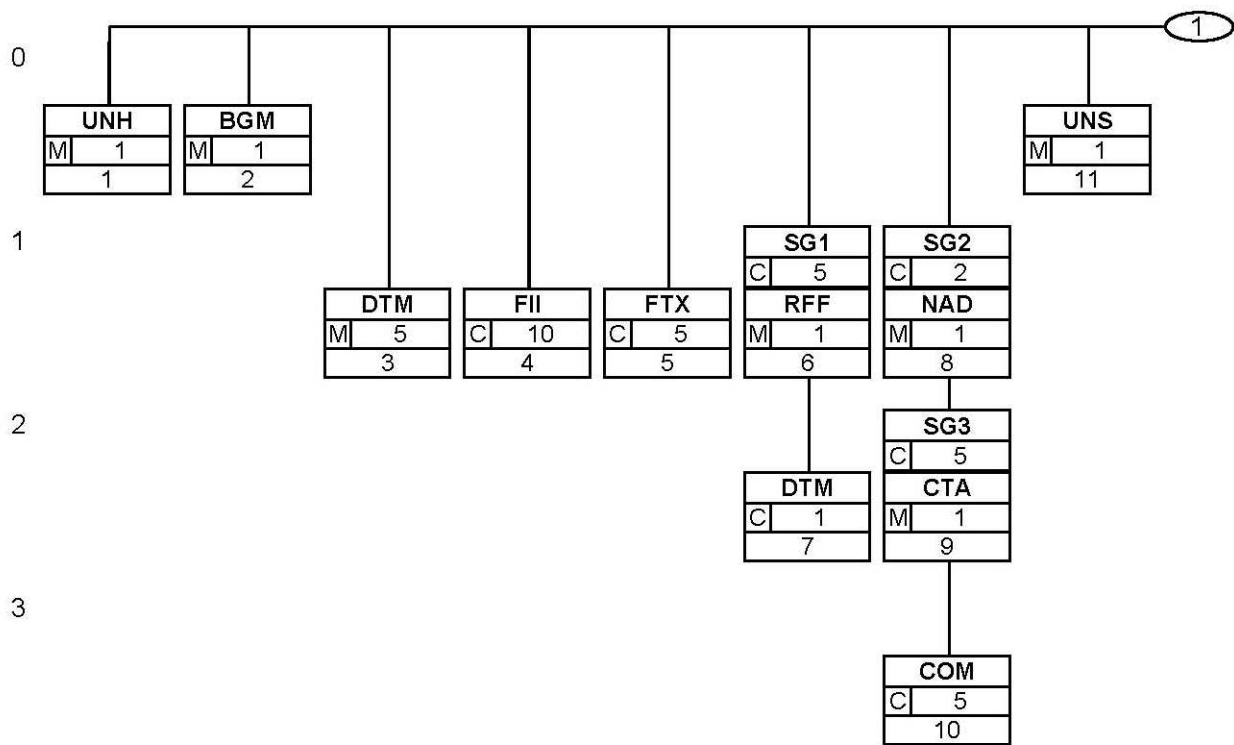 1
0
UNH BGM UNS
M 1 M 1 M 1
1 2 11
1 SG1 SG2
C 5 C 2
DTM FII FTX RFF NAD
M 5 C 10 C 5 M 1 M 1
3 4 5 6 8
2 SG3
C 5
DTM CTA
C 1 M 1
7 9
3
COM
C 5
10